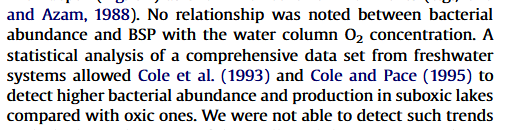 and Azam, 1988). No relationship was noted between bacterial
abundance and BSP with the water column O₂ concentration. A
statistical analysis of a comprehensive data set from freshwater
systems allowed Cole et al. (1993) and Cole and Pace (1995) to
detect higher bacterial abundance and production in suboxic lakes
compared with oxic ones. We were not able to detect such trends